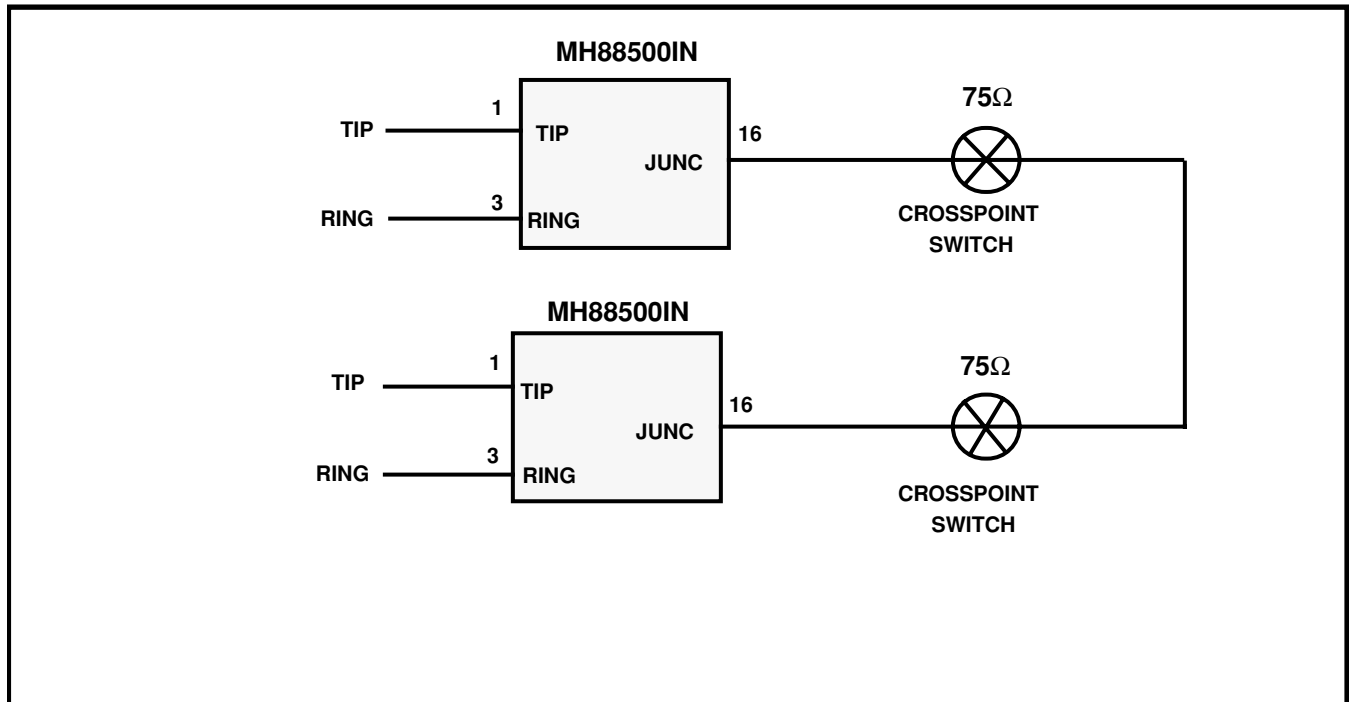 MH88500IN
75Ω
1
TIP
TIP
16
JUNC
3
RING
RING
CROSSPOINT
SWITCH
MH88500IN
75Ω
1
TIP
TIP
16
JUNC
3
RING
RING
CROSSPOINT
SWITCH